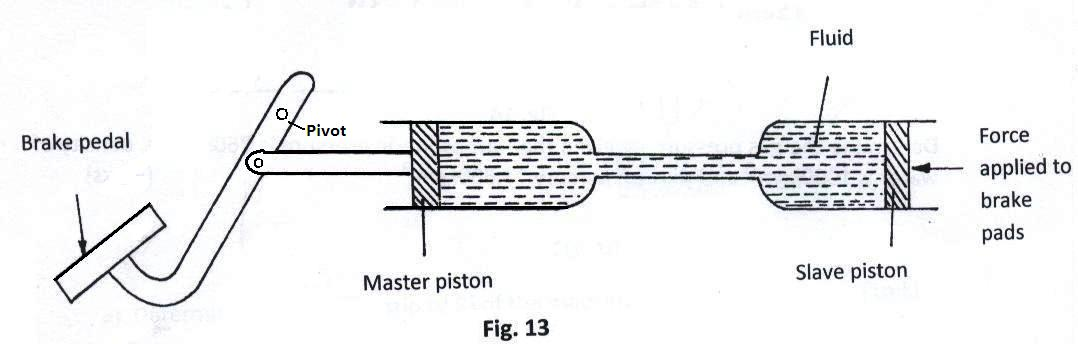 Fluid
Brake pedal
Pivot
Force
applied to
brake
pads
Master piston
Slave piston
Fig. 13